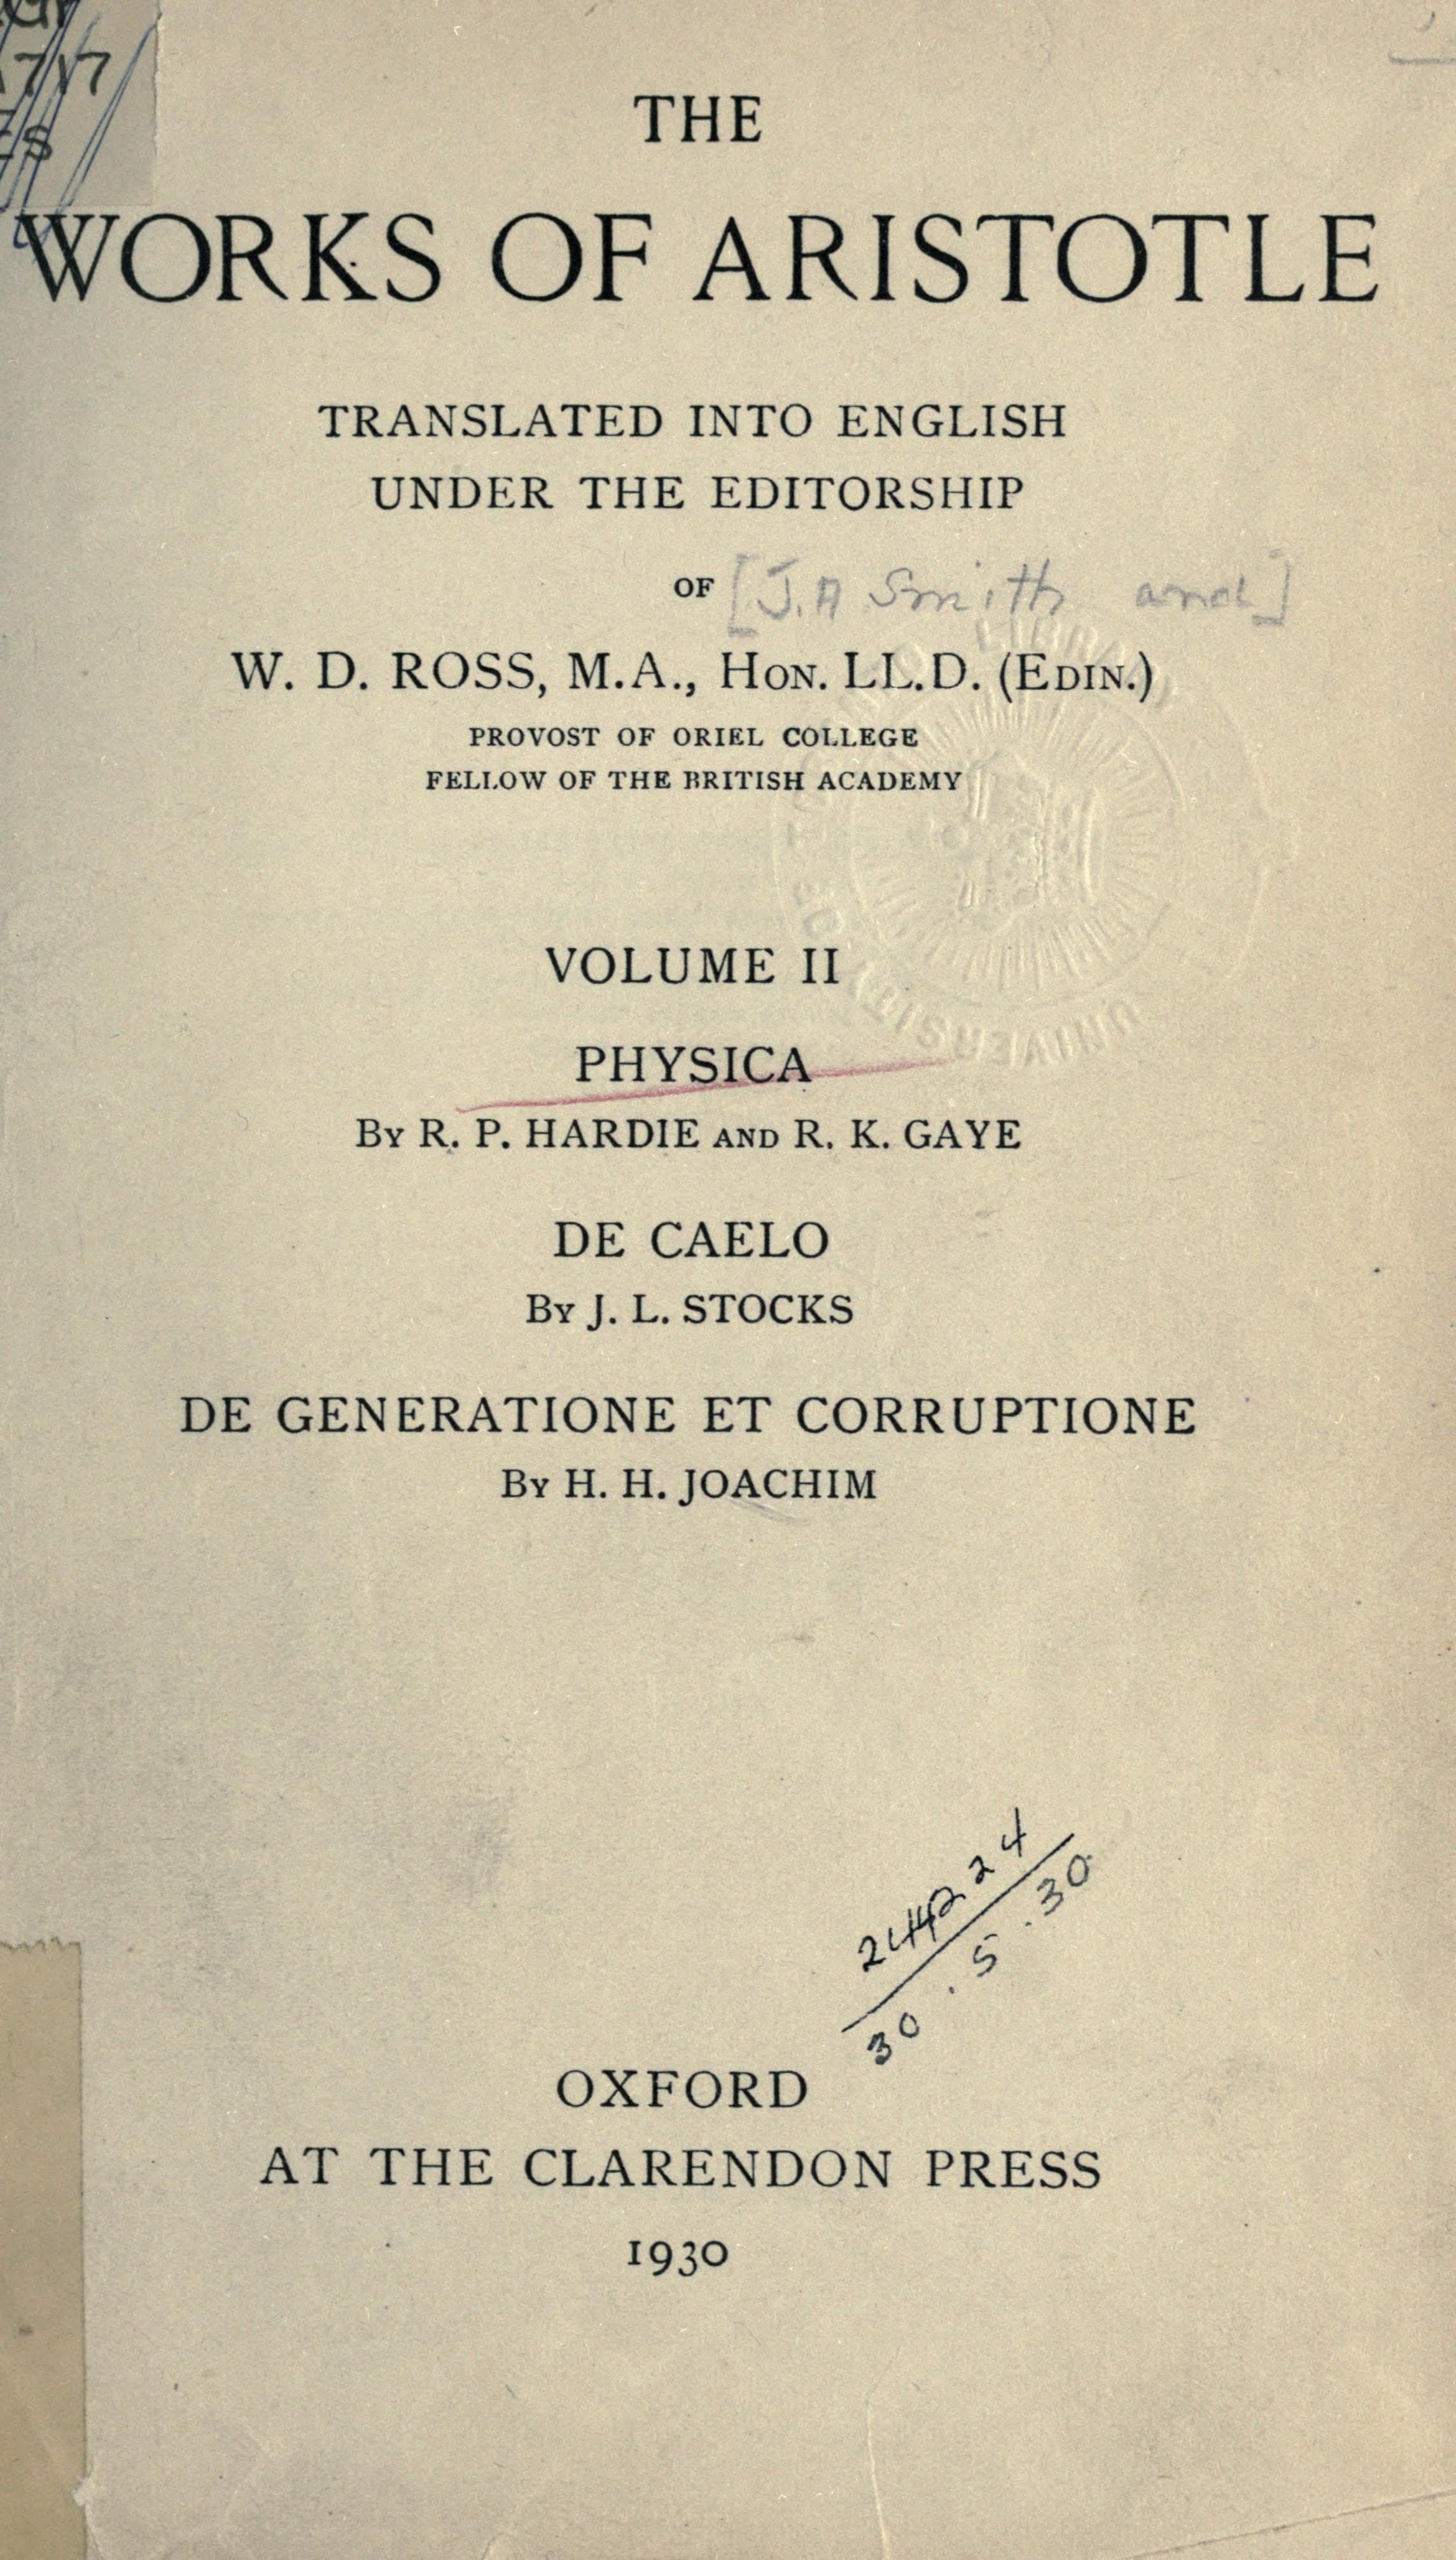 THE
WORKS OF ARISTOTLE
TRANSLATED INTO ENGLISH
UNDER THE EDITORSHIP
OF [J.A Smith and]
W. D. ROSS, M.A., HON. LL.D. (EDIN.)
PROVOST OF ORIEL COLLEGE
FELLOW OF THE BRITISH ACADEMY
VOLUME II
PHYSICA
BY R. P. HARDIE AND R. K. GAYE
DE CAELO
BY J. L. STOCKS
DE GENERATIONE ET CORRUPTIONE
BY H. H. JOACHIM
30 . 5 . 30
OXFORD
AT THE CLARENDON PRESS
1930